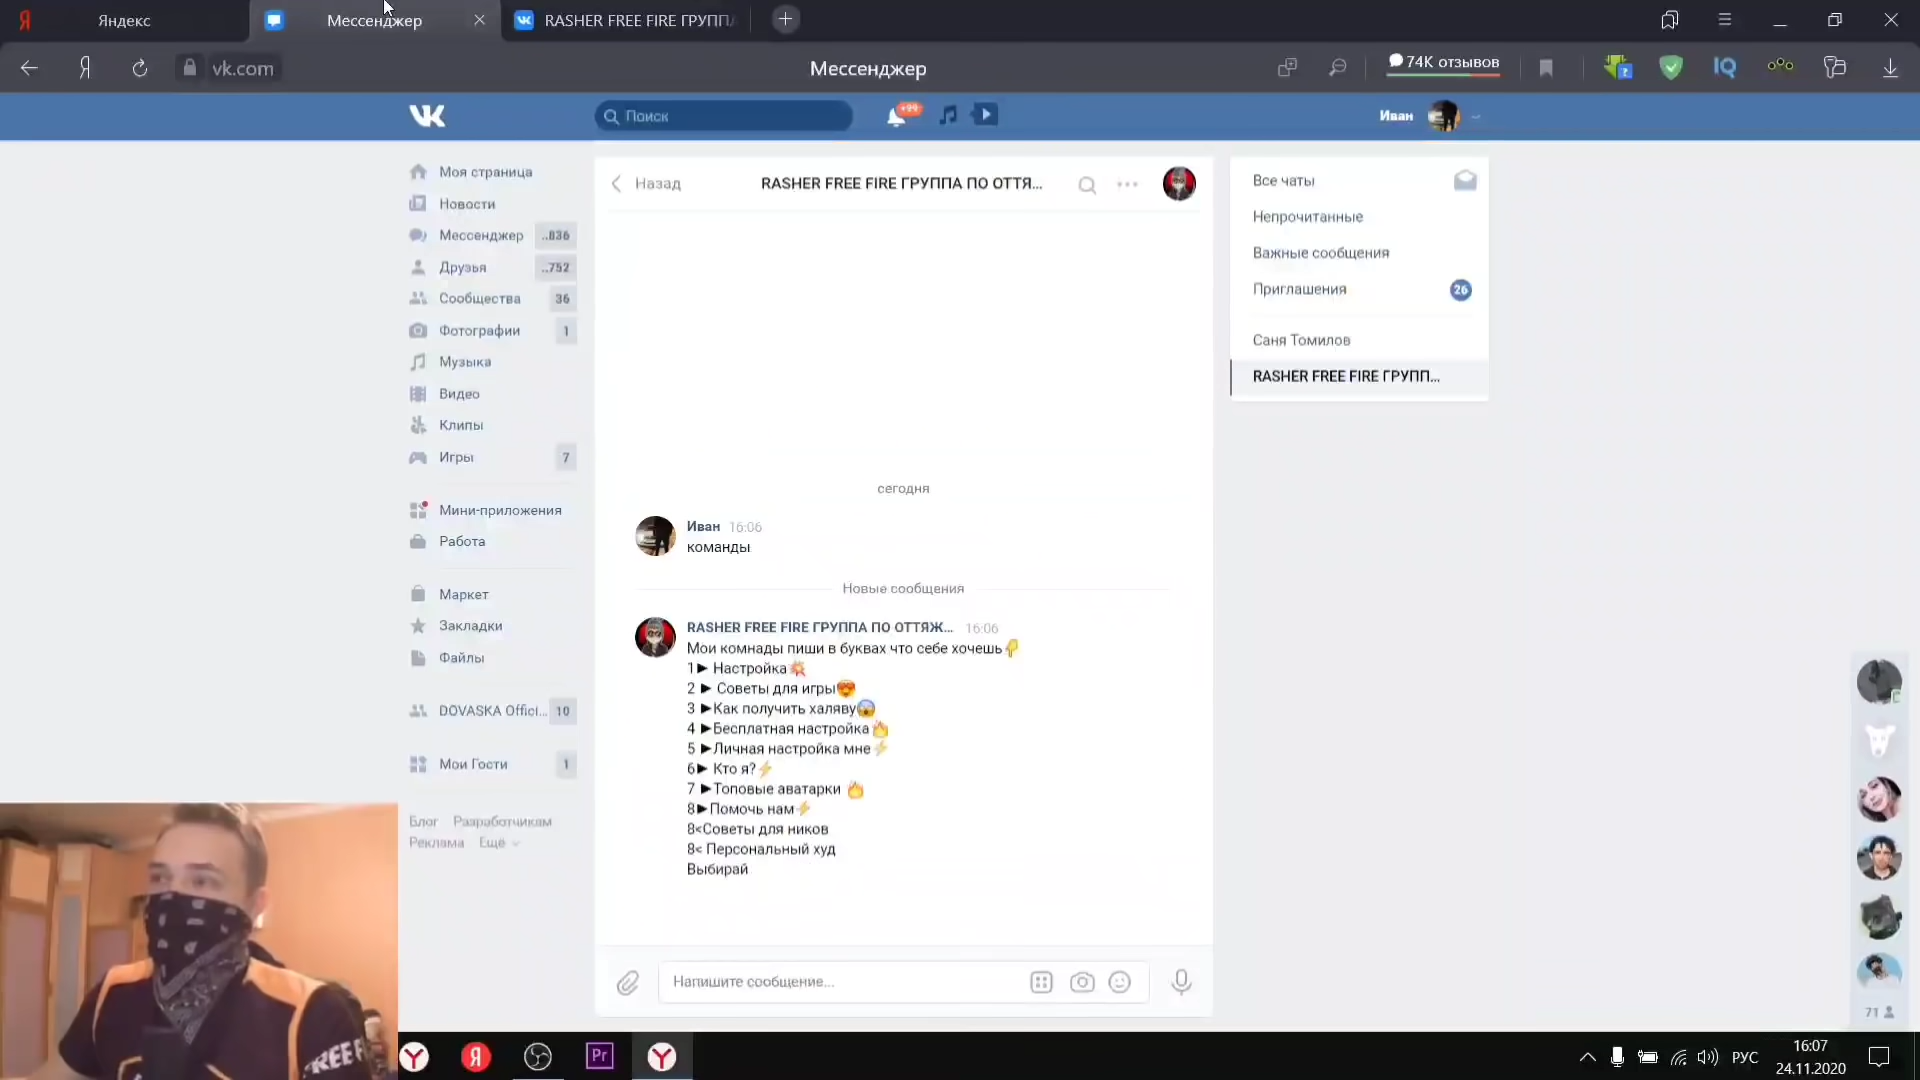 Яндекс
Мессенджер
RASHER FREE FIRE ГРУПП
vk.com
Мессенджер
74K отзывов
Поиск
+99
Иван
Моя страница
Новости
Мессенджер ..836
Друзья ..752
Сообщества 36
Фотографии 1
Музыка
Видео
Клипы
Игры 7
Мини-приложения
Работа
Маркет
Закладки
Файлы
DOVASKA Offici... 10
Мои Гости 1
Блог Разработчикам
Реклама Ещё
Назад
RASHER FREE FIRE ГРУППА ПО ОТТЯ...
сегодня
Иван 16:06
команды
Новые сообщения
RASHER FREE FIRE ГРУППА ПО ОТТЯЖ... 16:06
Мои комнады пиши в буквах что себе хочешь👇
1► Настройка💥
2 ► Советы для игры😍
3 ►Как получить халяву😱
4 ►Бесплатная настройка🔥
5 ►Личная настройка мне⚡
6► Кто я?⚡
7 ►Топовые аватарки 🔥
8►Помочь нам⚡
8<Советы для ников
8< Персональный худ
Выбирай
Напишите сообщение...
Все чаты
Непрочитанные
Важные сообщения
Приглашения 26
Саня Томилов
RASHER FREE FIRE ГРУПП...
71
FREE F
Pr
РУС
16:07
24.11.2020